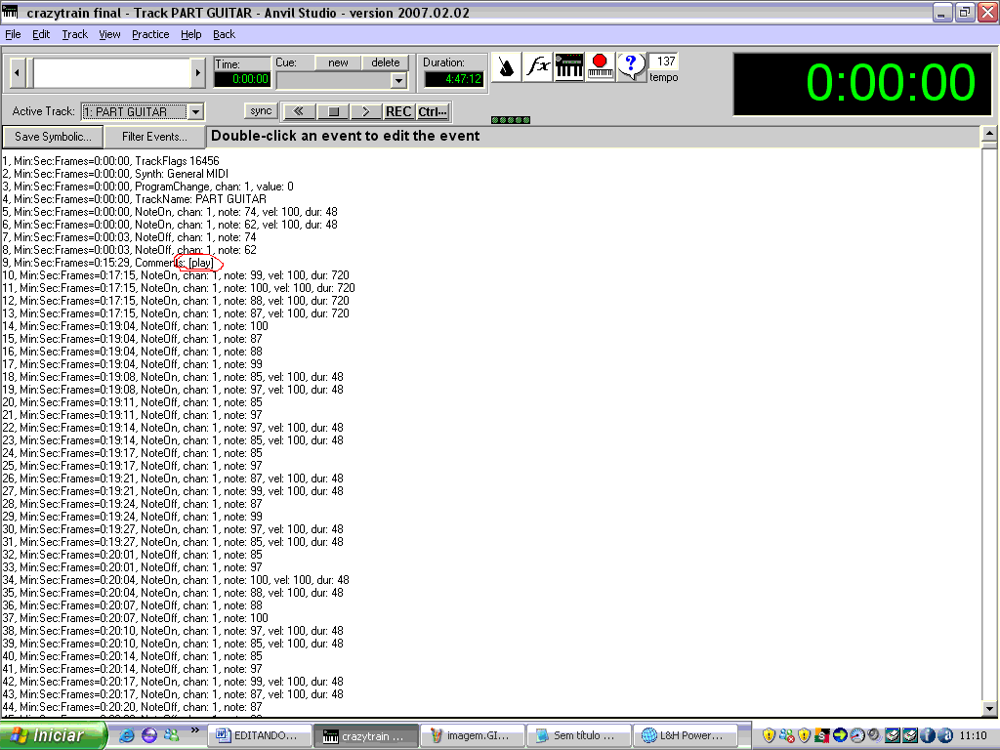 crazytrain final - Track PART GUITAR - Anvil Studio - version 2007.02.02
File Edit Track View Practice Help Back
Time:
0:00:00
Cue: new delete
Duration:
4:47:12
fx
?
137
tempo
0:00:00
Active Track: 1: PART GUITAR
sync
REC Ctrl...
Save Symbolic... Filter Events... Double-click an event to edit the event
1, Min:Sec:Frames=0:00:00, TrackFlags 16456
2, Min:Sec:Frames=0:00:00, Synth: General MIDI
3, Min:Sec:Frames=0:00:00, ProgramChange, chan: 1, value: 0
4, Min:Sec:Frames=0:00:00, TrackName: PART GUITAR
5, Min:Sec:Frames=0:00:00, NoteOn, chan: 1, note: 74, vel: 100, dur: 48
6, Min:Sec:Frames=0:00:00, NoteOn, chan: 1, note: 62, vel: 100, dur: 48
7, Min:Sec:Frames=0:00:03, NoteOff, chan: 1, note: 74
8, Min:Sec:Frames=0:00:03, NoteOff, chan: 1, note: 62
9, Min:Sec:Frames=0:15:29, Comments: [play]
10, Min:Sec:Frames=0:17:15, NoteOn, chan: 1, note: 99, vel: 100, dur: 720
11, Min:Sec:Frames=0:17:15, NoteOn, chan: 1, note: 100, vel: 100, dur: 720
12, Min:Sec:Frames=0:17:15, NoteOn, chan: 1, note: 88, vel: 100, dur: 720
13, Min:Sec:Frames=0:17:15, NoteOn, chan: 1, note: 87, vel: 100, dur: 720
14, Min:Sec:Frames=0:19:04, NoteOff, chan: 1, note: 100
15, Min:Sec:Frames=0:19:04, NoteOff, chan: 1, note: 87
16, Min:Sec:Frames=0:19:04, NoteOff, chan: 1, note: 88
17, Min:Sec:Frames=0:19:04, NoteOff, chan: 1, note: 99
18, Min:Sec:Frames=0:19:08, NoteOn, chan: 1, note: 85, vel: 100, dur: 48
19, Min:Sec:Frames=0:19:08, NoteOn, chan: 1, note: 97, vel: 100, dur: 48
20, Min:Sec:Frames=0:19:11, NoteOff, chan: 1, note: 85
21, Min:Sec:Frames=0:19:11, NoteOff, chan: 1, note: 97
22, Min:Sec:Frames=0:19:14, NoteOn, chan: 1, note: 97, vel: 100, dur: 48
23, Min:Sec:Frames=0:19:14, NoteOn, chan: 1, note: 85, vel: 100, dur: 48
24, Min:Sec:Frames=0:19:17, NoteOff, chan: 1, note: 85
25, Min:Sec:Frames=0:19:17, NoteOff, chan: 1, note: 97
26, Min:Sec:Frames=0:19:21, NoteOn, chan: 1, note: 87, vel: 100, dur: 48
27, Min:Sec:Frames=0:19:21, NoteOn, chan: 1, note: 99, vel: 100, dur: 48
28, Min:Sec:Frames=0:19:24, NoteOff, chan: 1, note: 87
29, Min:Sec:Frames=0:19:24, NoteOff, chan: 1, note: 99
30, Min:Sec:Frames=0:19:27, NoteOn, chan: 1, note: 97, vel: 100, dur: 48
31, Min:Sec:Frames=0:19:27, NoteOn, chan: 1, note: 85, vel: 100, dur: 48
32, Min:Sec:Frames=0:20:01, NoteOff, chan: 1, note: 85
33, Min:Sec:Frames=0:20:01, NoteOff, chan: 1, note: 97
34, Min:Sec:Frames=0:20:04, NoteOn, chan: 1, note: 100, vel: 100, dur: 48
35, Min:Sec:Frames=0:20:04, NoteOn, chan: 1, note: 88, vel: 100, dur: 48
36, Min:Sec:Frames=0:20:07, NoteOff, chan: 1, note: 88
37, Min:Sec:Frames=0:20:07, NoteOff, chan: 1, note: 100
38, Min:Sec:Frames=0:20:10, NoteOn, chan: 1, note: 97, vel: 100, dur: 48
39, Min:Sec:Frames=0:20:10, NoteOn, chan: 1, note: 85, vel: 100, dur: 48
40, Min:Sec:Frames=0:20:14, NoteOff, chan: 1, note: 85
41, Min:Sec:Frames=0:20:14, NoteOff, chan: 1, note: 97
42, Min:Sec:Frames=0:20:17, NoteOn, chan: 1, note: 99, vel: 100, dur: 48
43, Min:Sec:Frames=0:20:17, NoteOn, chan: 1, note: 87, vel: 100, dur: 48
44, Min:Sec:Frames=0:20:20, NoteOff, chan: 1, note: 87
Iniciar EDITANDO... crazytrain ... imagem.GI... Sem título ... L&H Power... 11:10